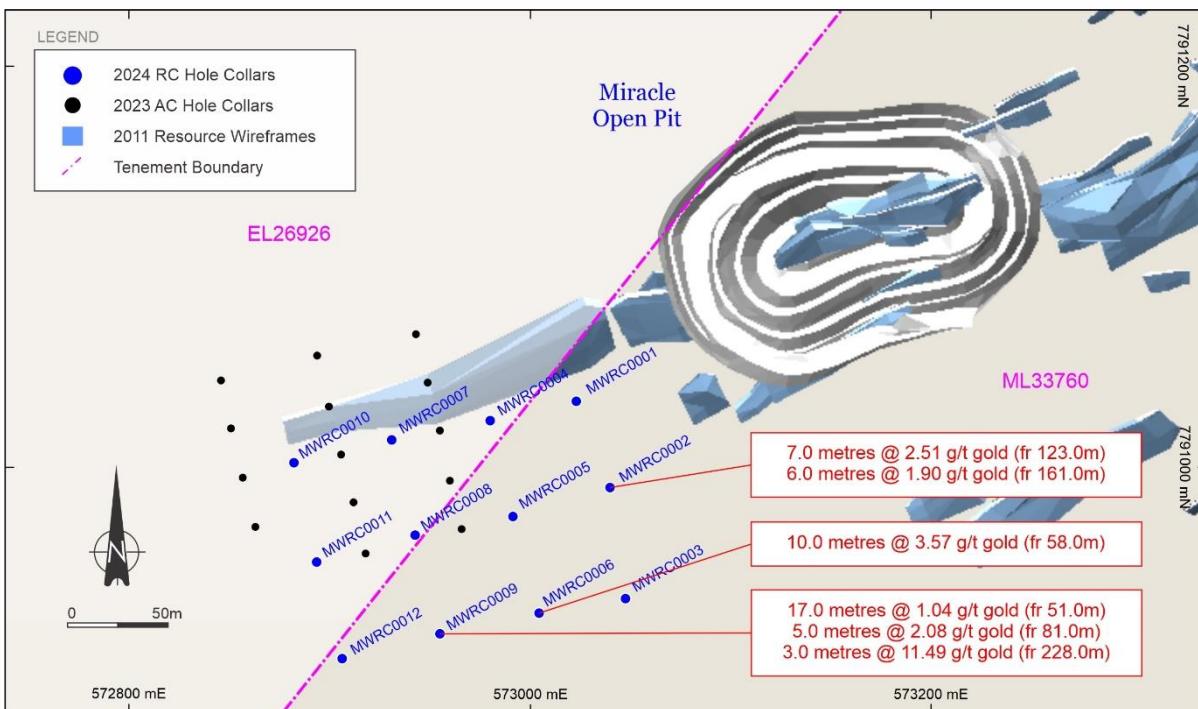 LEGEND
2024 RC Hole Collars
2023 AC Hole Collars
2011 Resource Wireframes
Tenement Boundary
Miracle
Open Pit
7791200 mN
EL26926
ML33760
MWRC0001
MWRC0004
MWRC0007
MWRC0010
MWRC0002
MWRC0005
MWRC0008
MWRC0011
MWRC0003
MWRC0006
MWRC0009
MWRC0012
7.0 metres @ 2.51 g/t gold (fr 123.0m)
6.0 metres @ 1.90 g/t gold (fr 161.0m)
7791000 mN
10.0 metres @ 3.57 g/t gold (fr 58.0m)
17.0 metres @ 1.04 g/t gold (fr 51.0m)
5.0 metres @ 2.08 g/t gold (fr 81.0m)
3.0 metres @ 11.49 g/t gold (fr 228.0m)
N
0 50m
572800 mE
573000 mE
573200 mE